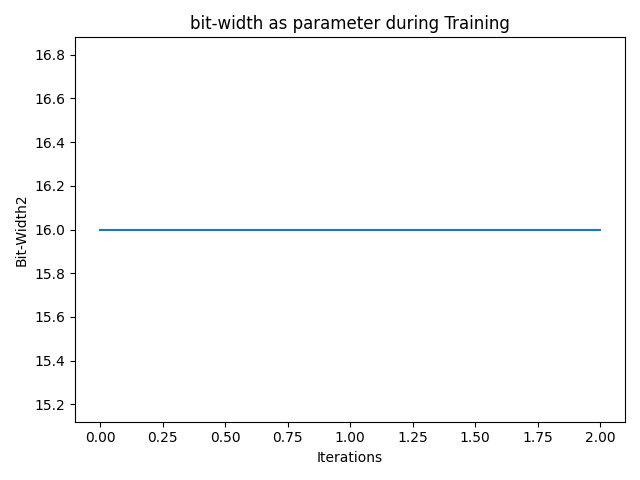 bit-width as parameter during Training
16.8
16.6
16.4
16.2
16.0
15.8
15.6
15.4
15.2
Bit-Width2
0.00 0.25 0.50 0.75 1.00 1.25 1.50 1.75 2.00
Iterations